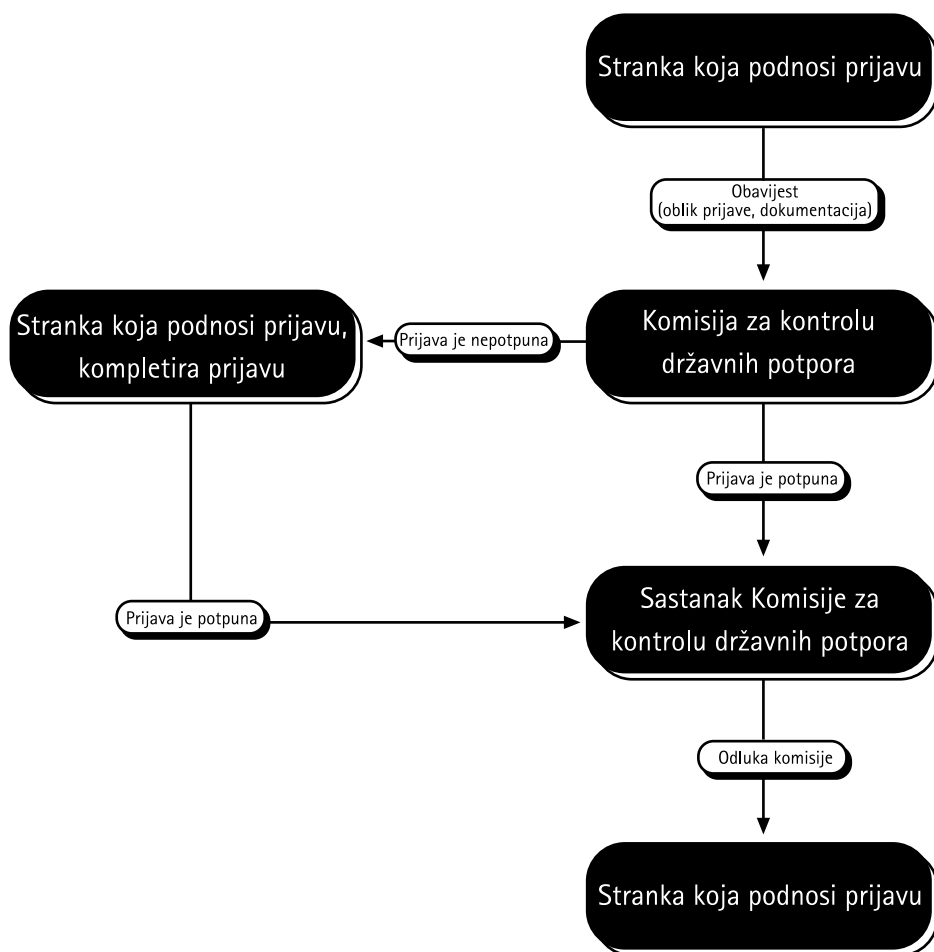 Stranka koja podnosi prijavu
Obavijest
(oblik prijave, dokumentacija)
Stranka koja podnosi prijavu,
kompletira prijavu
Prijava je nepotpuna
Komisija za kontrolu
državnih potpora
Prijava je potpuna
Prijava je potpuna
Sastanak Komisije za
kontrolu državnih potpora
Odluka komisije
Stranka koja podnosi prijavu